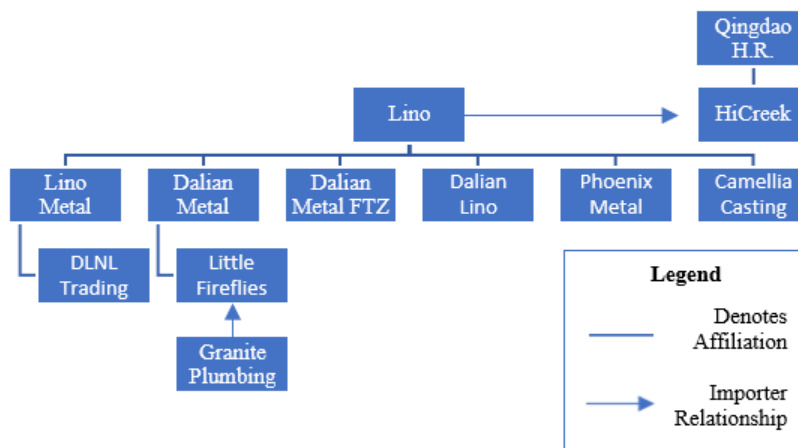 Qingdao
H.R.
Lino
HiCreek
Lino
Metal
Dalian
Metal
Dalian
Metal FTZ
Dalian
Lino
Phoenix
Metal
Camellia
Casting
DLNL
Trading
Little
Fireflies
Granite
Plumbing
Legend
Denotes
Affiliation
Importer
Relationship